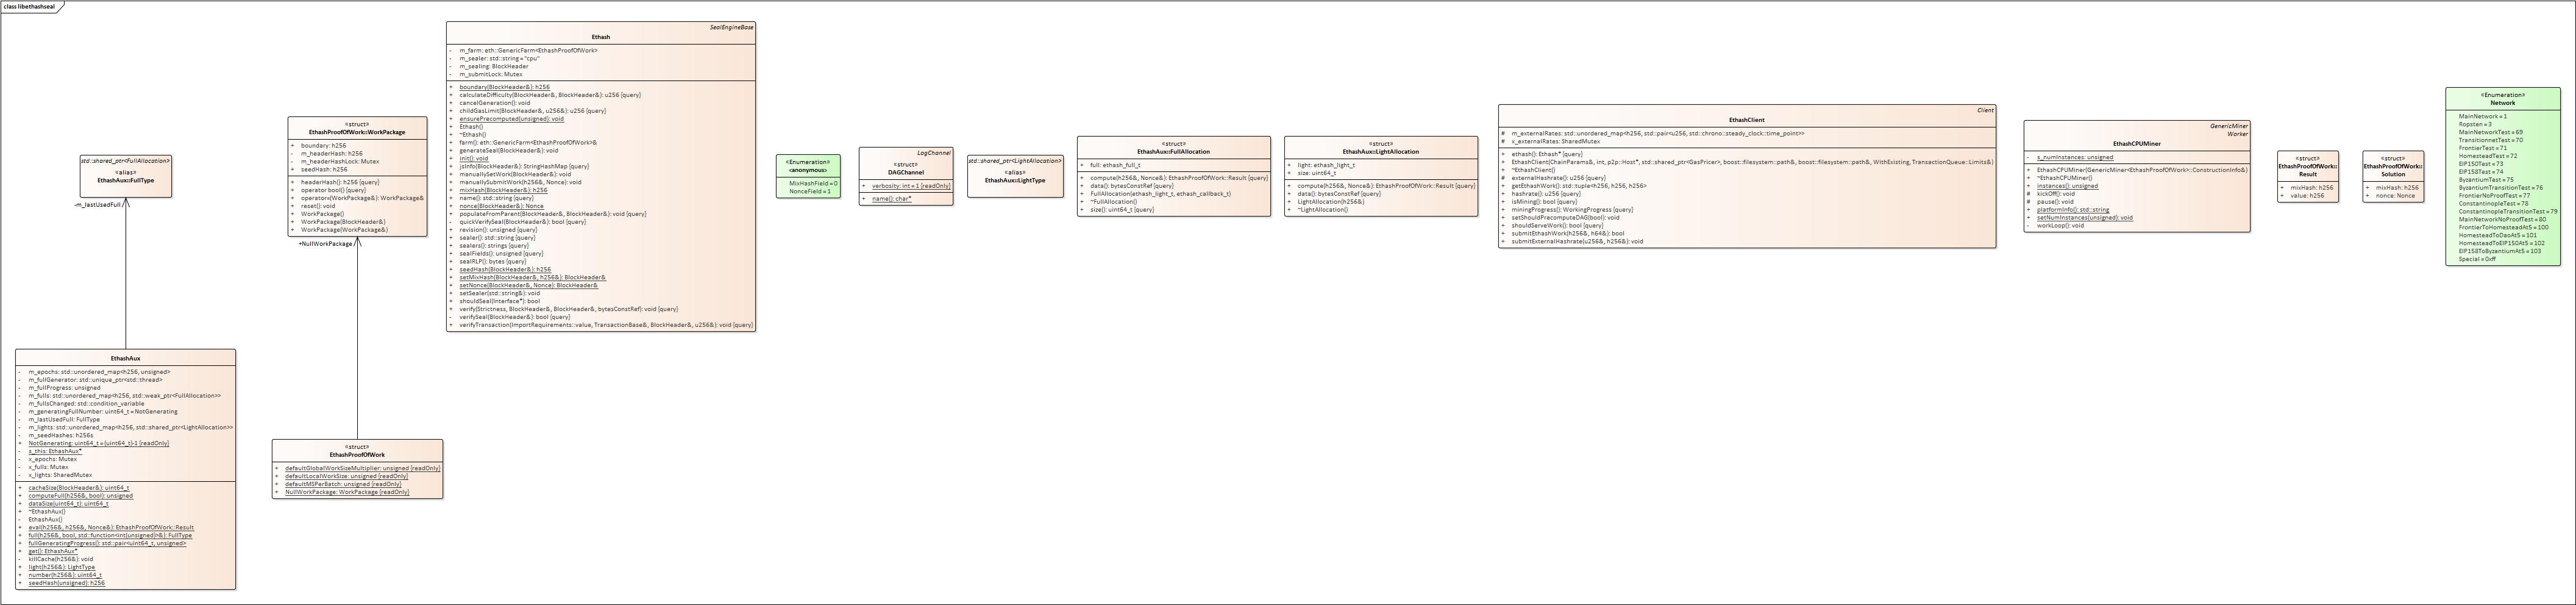 class libethashseal
std::shared_ptr<FullAllocation>
«alias»
EthashAux::FullType
-m_lastUsedFull
EthashAux
- m_epochs: std::unordered_map<h256, unsigned>
- m_fullGenerator: std::unique_ptr<std::thread>
- m_fullProgress: unsigned
- m_fulls: std::unordered_map<h256, std::weak_ptr<FullAllocation>>
- m_fullsChanged: std::condition_variable
- m_generatingFullNumber: uint64_t = NotGenerating
- m_lastUsedFull: FullType
- m_lights: std::unordered_map<h256, std::shared_ptr<LightAllocation>>
- m_seedHashes: h256s
+ NotGenerating: uint64_t = (uint64_t)-1 {readOnly}
- s_this: EthashAux*
- x_epochs: Mutex
- x_fulls: Mutex
- x_lights: SharedMutex
+ cacheSize(BlockHeader&): uint64_t
+ computeFull(h256&, bool): unsigned
+ dataSize(uint64_t): uint64_t
+ ~EthashAux()
- EthashAux()
+ eval(h256&, h256&, Nonce&): EthashProofOfWork::Result
+ full(h256&, bool, std::function<int(unsigned)>&): FullType
+ fullGeneratingProgress(): std::pair<uint64_t, unsigned>
+ get(): EthashAux*
- killCache(h256&): void
+ light(h256&): LightType
+ number(h256&): uint64_t
+ seedHash(unsigned): h256
«struct»
EthashProofOfWork::WorkPackage
+ boundary: h256
- m_headerHash: h256
- m_headerHashLock: Mutex
+ seedHash: h256
+ headerHash(): h256 {query}
+ operator bool() {query}
+ operator=(WorkPackage&): WorkPackage&
+ reset(): void
+ WorkPackage()
+ WorkPackage(BlockHeader&)
+ WorkPackage(WorkPackage&)
+NullWorkPackage
«struct»
EthashProofOfWork
+ defaultGlobalWorkSizeMultiplier: unsigned {readOnly}
+ defaultLocalWorkSize: unsigned {readOnly}
+ defaultMSPerBatch: unsigned {readOnly}
+ NullWorkPackage: WorkPackage {readOnly}
SealEngineBase
Ethash
- m_farm: eth::GenericFarm<EthashProofOfWork>
- m_sealer: std::string = "cpu"
- m_sealing: BlockHeader
- m_submitLock: Mutex
+ boundary(BlockHeader&): h256
+ calculateDifficulty(BlockHeader&, BlockHeader&): u256 {query}
+ cancelGeneration(): void
+ childGasLimit(BlockHeader&, u256&): u256 {query}
+ ensurePrecomputed(unsigned): void
+ Ethash()
+ ~Ethash()
+ farm(): eth::GenericFarm<EthashProofOfWork>&
+ generateSeal(BlockHeader&): void
+ init(): void
+ jsInfo(BlockHeader&): StringHashMap {query}
+ manuallySetWork(BlockHeader&): void
+ manuallySubmitWork(h256&, Nonce): void
+ mixHash(BlockHeader&): h256
+ name(): std::string {query}
+ nonce(BlockHeader&): Nonce
+ populateFromParent(BlockHeader&, BlockHeader&): void {query}
+ quickVerifySeal(BlockHeader&): bool {query}
+ revision(): unsigned {query}
+ sealer(): std::string {query}
+ sealers(): strings {query}
+ sealFields(): unsigned {query}
+ sealRLP(): bytes {query}
+ seedHash(BlockHeader&): h256
+ setMixHash(BlockHeader&, h256&): BlockHeader&
+ setNonce(BlockHeader&, Nonce): BlockHeader&
+ setSealer(std::string&): void
+ shouldSeal(Interface*): bool
+ verify(Strictness, BlockHeader&, BlockHeader&, bytesConstRef): void {query}
- verifySeal(BlockHeader&): bool {query}
+ verifyTransaction(ImportRequirements::value, TransactionBase&, BlockHeader&, u256&): void {query}
«Enumeration»
<anonymous>
MixHashField = 0
NonceField = 1
LogChannel
«struct»
DAGChannel
+ verbosity: int = 1 {readOnly}
+ name(): char*
std::shared_ptr<LightAllocation>
«alias»
EthashAux::LightType
«struct»
EthashAux::FullAllocation
+ full: ethash_full_t
+ compute(h256&, Nonce&): EthashProofOfWork::Result {query}
+ data(): bytesConstRef {query}
+ FullAllocation(ethash_light_t, ethash_callback_t)
+ ~FullAllocation()
+ size(): uint64_t {query}
«struct»
EthashAux::LightAllocation
+ light: ethash_light_t
+ size: uint64_t
+ compute(h256&, Nonce&): EthashProofOfWork::Result {query}
+ data(): bytesConstRef {query}
+ LightAllocation(h256&)
+ ~LightAllocation()
Client
EthashClient
# m_externalRates: std::unordered_map<h256, std::pair<u256, std::chrono::steady_clock::time_point>>
# x_externalRates: SharedMutex
+ ethash(): Ethash* {query}
+ EthashClient(ChainParams&, int, p2p::Host*, std::shared_ptr<GasPricer>, boost::filesystem::path&, boost::filesystem::path&, WithExisting, TransactionQueue::Limits&)
+ ~EthashClient()
# externalHashrate(): u256 {query}
+ getEthashWork(): std::tuple<h256, h256, h256>
+ hashrate(): u256 {query}
+ isMining(): bool {query}
+ miningProgress(): WorkingProgress {query}
+ setShouldPrecomputeDAG(bool): void
+ shouldServeWork(): bool {query}
+ submitEthashWork(h256&, h64&): bool
+ submitExternalHashrate(u256&, h256&): void
GenericMiner
Worker
EthashCPUMiner
- s_numInstances: unsigned
+ EthashCPUMiner(GenericMiner<EthashProofOfWork>::ConstructionInfo&)
+ ~EthashCPUMiner()
+ instances(): unsigned
# kickOff(): void
# pause(): void
+ platformInfo(): std::string
+ setNumInstances(unsigned): void
- workLoop(): void
«struct»
EthashProofOfWork::
Result
+ mixHash: h256
+ value: h256
«struct»
EthashProofOfWork::
Solution
+ mixHash: h256
+ nonce: Nonce
«Enumeration»
Network
MainNetwork = 1
Ropsten = 3
MainNetworkTest = 69
TransitionnetTest = 70
FrontierTest = 71
HomesteadTest = 72
EIP150Test = 73
EIP158Test = 74
ByzantiumTest = 75
ByzantiumTransitionTest = 76
FrontierNoProofTest = 77
ConstantinopleTest = 78
ConstantinopleTransitionTest = 79
MainNetworkNoProofTest = 80
FrontierToHomesteadAt5 = 100
HomesteadToDaoAt5 = 101
HomesteadToEIP150At5 = 102
EIP158ToByzantiumAt5 = 103
Special = 0xff